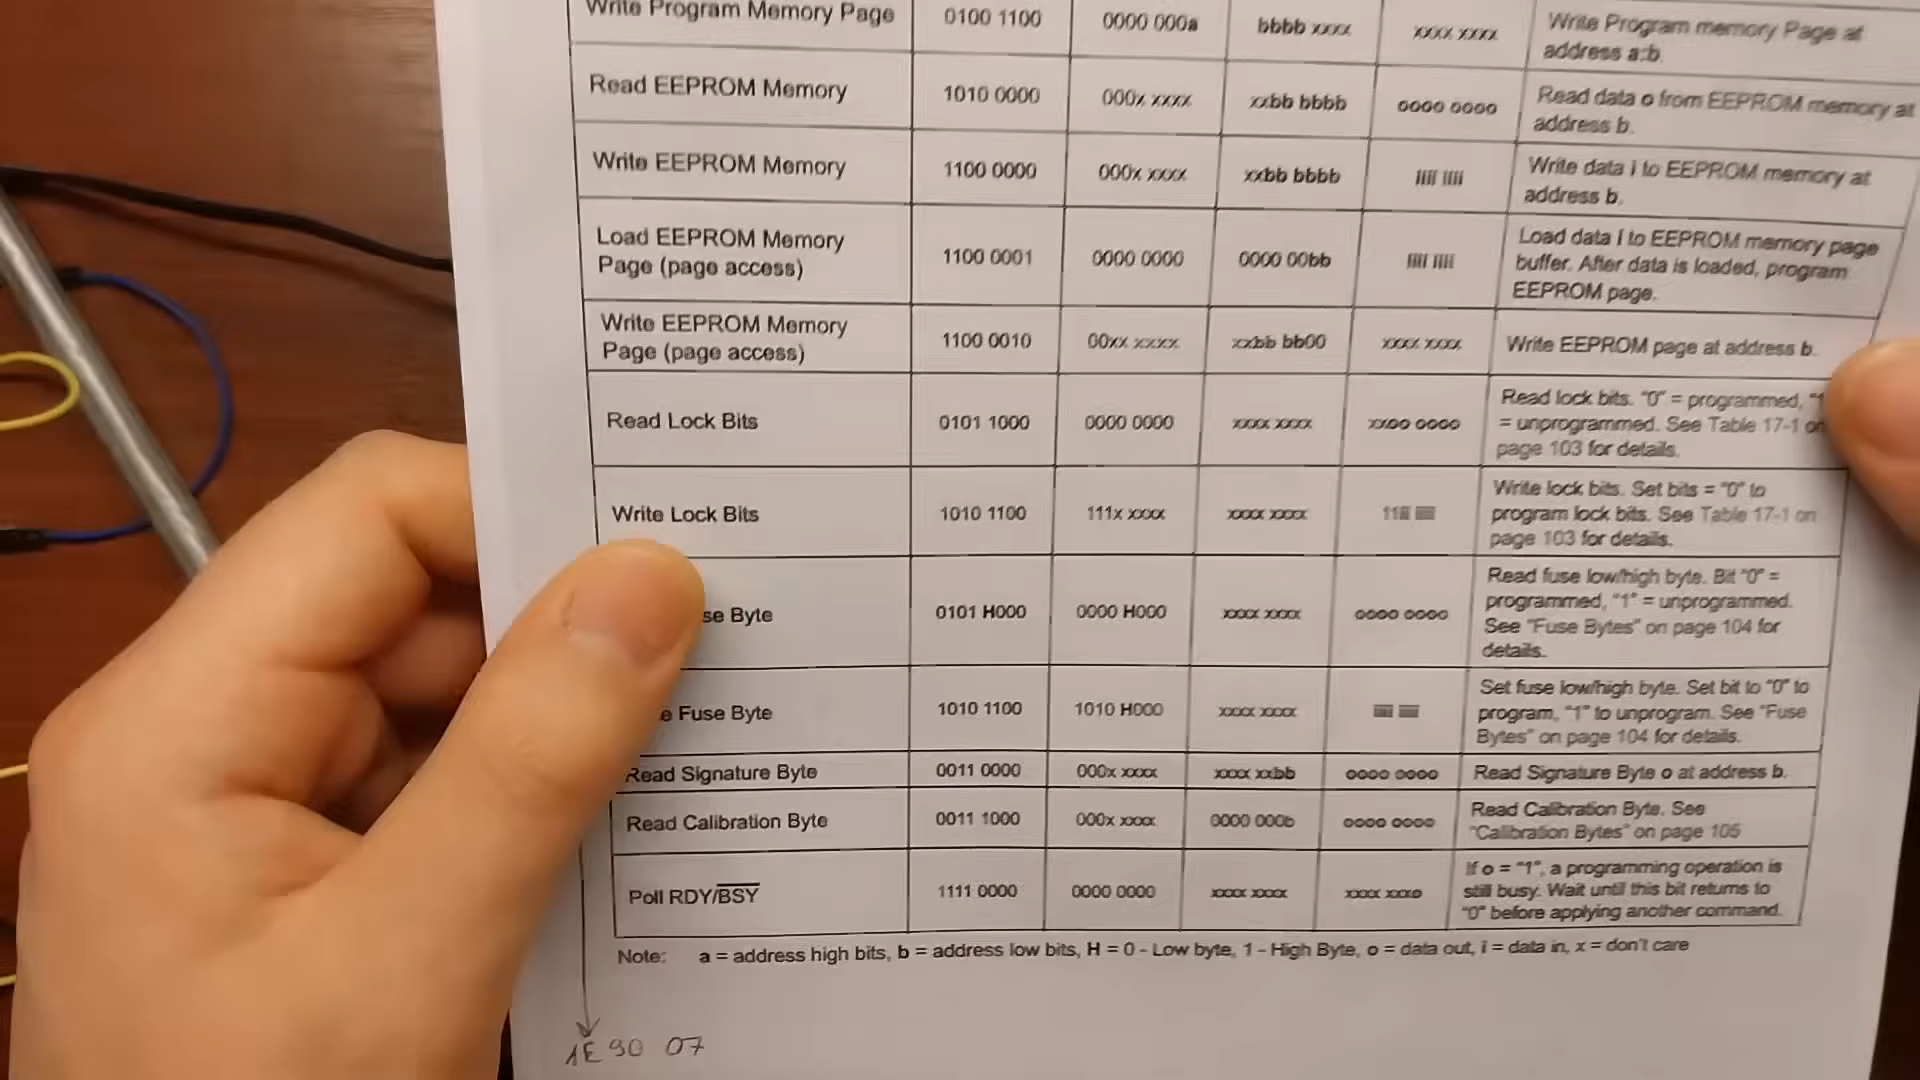 Write Program Memory Page 0100 1100 0000 000a bbbb xxxx xxxx xxxx Write Program memory Page at
address a:b.
Read EEPROM Memory 1010 0000 000x xxxx xxbb bbbb oooo oooo Read data o from EEPROM memory at
address b.
Write EEPROM Memory 1100 0000 000x xxxx xxbb bbbb iiii iiii Write data i to EEPROM memory at
address b.
Load EEPROM Memory
Page (page access) 1100 0001 0000 0000 0000 00bb iiii iiii Load data i to EEPROM memory page
buffer. After data is loaded, program
EEPROM page.
Write EEPROM Memory
Page (page access) 1100 0010 00xx xxxx xxbb bb00 xxxx xxxx Write EEPROM page at address b.
Read Lock Bits 0101 1000 0000 0000 xxxx xxxx xxoo oooo Read lock bits. "0" = programmed, "1
= unprogrammed. See Table 17-1 on
page 103 for details.
Write Lock Bits 1010 1100 111x xxxx xxxx xxxx 11ii iiii Write lock bits. Set bits = "0" to
program lock bits. See Table 17-1 on
page 103 for details.
se Byte 0101 H000 0000 H000 xxxx xxxx oooo oooo Read fuse low/high byte. Bit "0" =
programmed, "1" = unprogrammed.
See "Fuse Bytes" on page 104 for
details.
e Fuse Byte 1010 1100 1010 H000 xxxx xxxx iiii iiii Set fuse low/high byte. Set bit to "0" to
program, "1" to unprogram. See "Fuse
Bytes" on page 104 for details.
Read Signature Byte 0011 0000 000x xxxx xxxx xxbb oooo oooo Read Signature Byte o at address b.
Read Calibration Byte 0011 1000 000x xxxx 0000 000b oooo oooo Read Calibration Byte. See
"Calibration Bytes" on page 105
Poll RDY/BSY 1111 0000 0000 0000 xxxx xxxx xxxx xxxo If o = "1", a programming operation is
still busy. Wait until this bit returns to
"0" before applying another command.
Note: a = address high bits, b = address low bits, H = 0 - Low byte, 1 - High Byte, o = data out, i = data in, x = don't care
1E 90 07